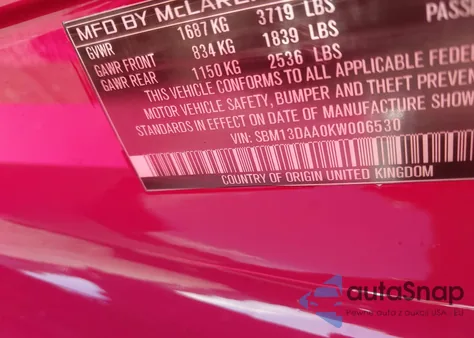 MFD BY McLARE
GVWR 1687 KG 3719 LBS PASS
GAWR FRONT 834 KG 1839 LBS
GAWR REAR 1150 KG 2536 LBS
THIS VEHICLE CONFORMS TO ALL APPLICABLE FEDE
MOTOR VEHICLE SAFETY, BUMPER AND THEFT PREVE
STANDARDS IN EFFECT ON DATE OF MANUFACTURE SHOW
VIN: SBM13DAA0KW006530
COUNTRY OF ORIGIN UNITED KINGDOM
autoSnap